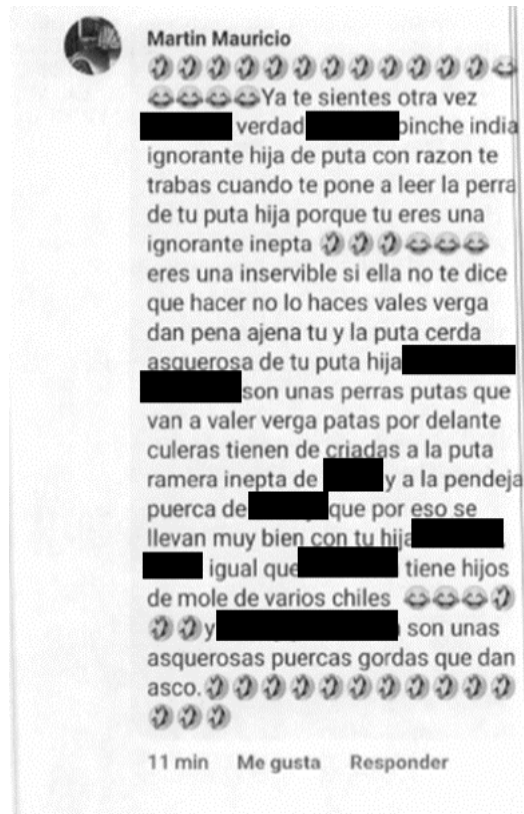 Martin Mauricio
🤣🤣🤣🤣🤣🤣🤣🤣🤣🤣🤣🤣😂
😂😂😂😂Ya te sientes otra vez
verdad pinche india
ignorante hija de puta con razon te
trabas cuando te pone a leer la perra
de tu puta hija porque tu eres una
ignorante inepta 🤣🤣🤣😂😂😂
eres una inservible si ella no te dice
que hacer no lo haces vales verga
dan pena ajena tu y la puta cerda
asquerosa de tu puta hija
son unas perras putas que
van a valer verga patas por delante
culeras tienen de criadas a la puta
ramera inepta de y a la pendeja
puerca de que por eso se
llevan muy bien con tu hija
igual que tiene hijos
de mole de varios chiles 😂😂😂🤣
🤣🤣y son unas
asquerosas puercas gordas que dan
asco.🤣🤣🤣🤣🤣🤣🤣🤣🤣🤣🤣
🤣🤣🤣
11 min Me gusta Responder